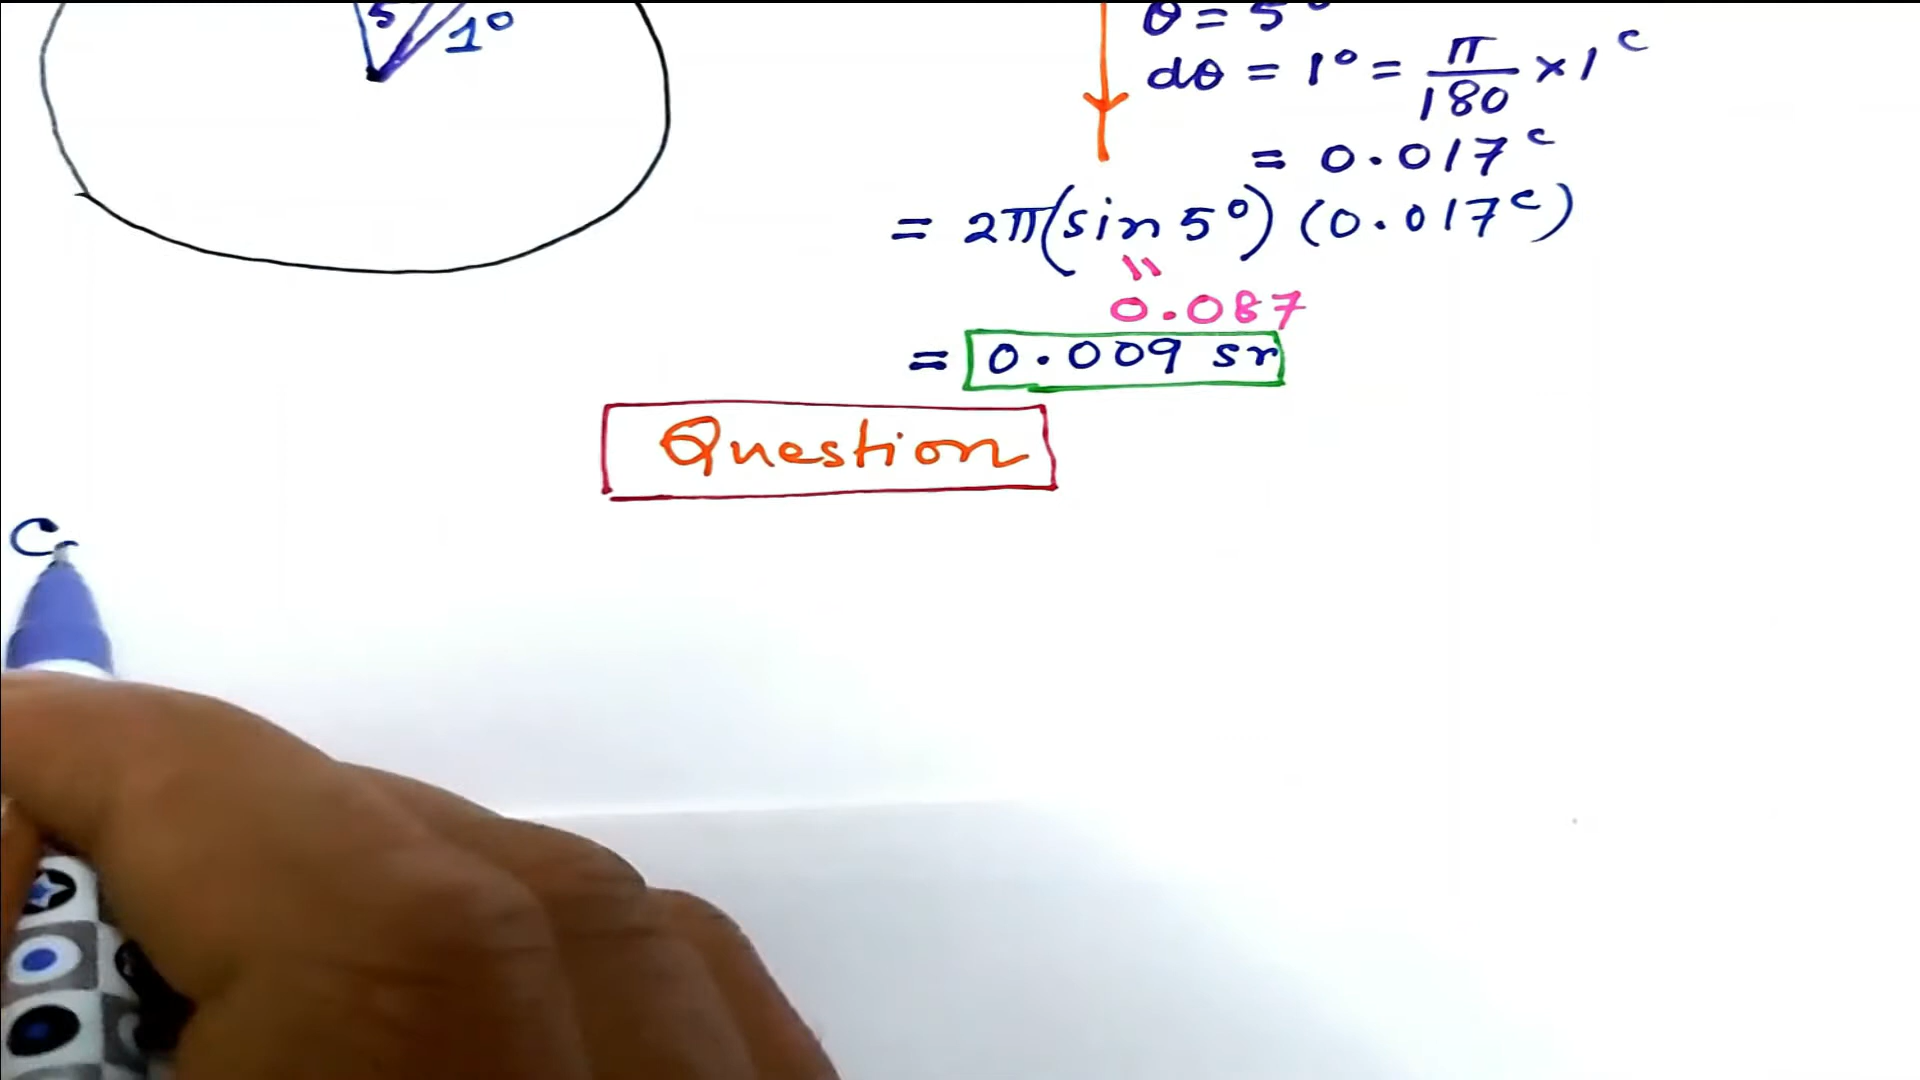 5 1°
θ = 5°
dθ = 1° = π/180 × 1ᶜ
= 0.017ᶜ
= 2π(sin 5°) (0.017ᶜ)
=
0.087
= 0.009 sr
Question
C